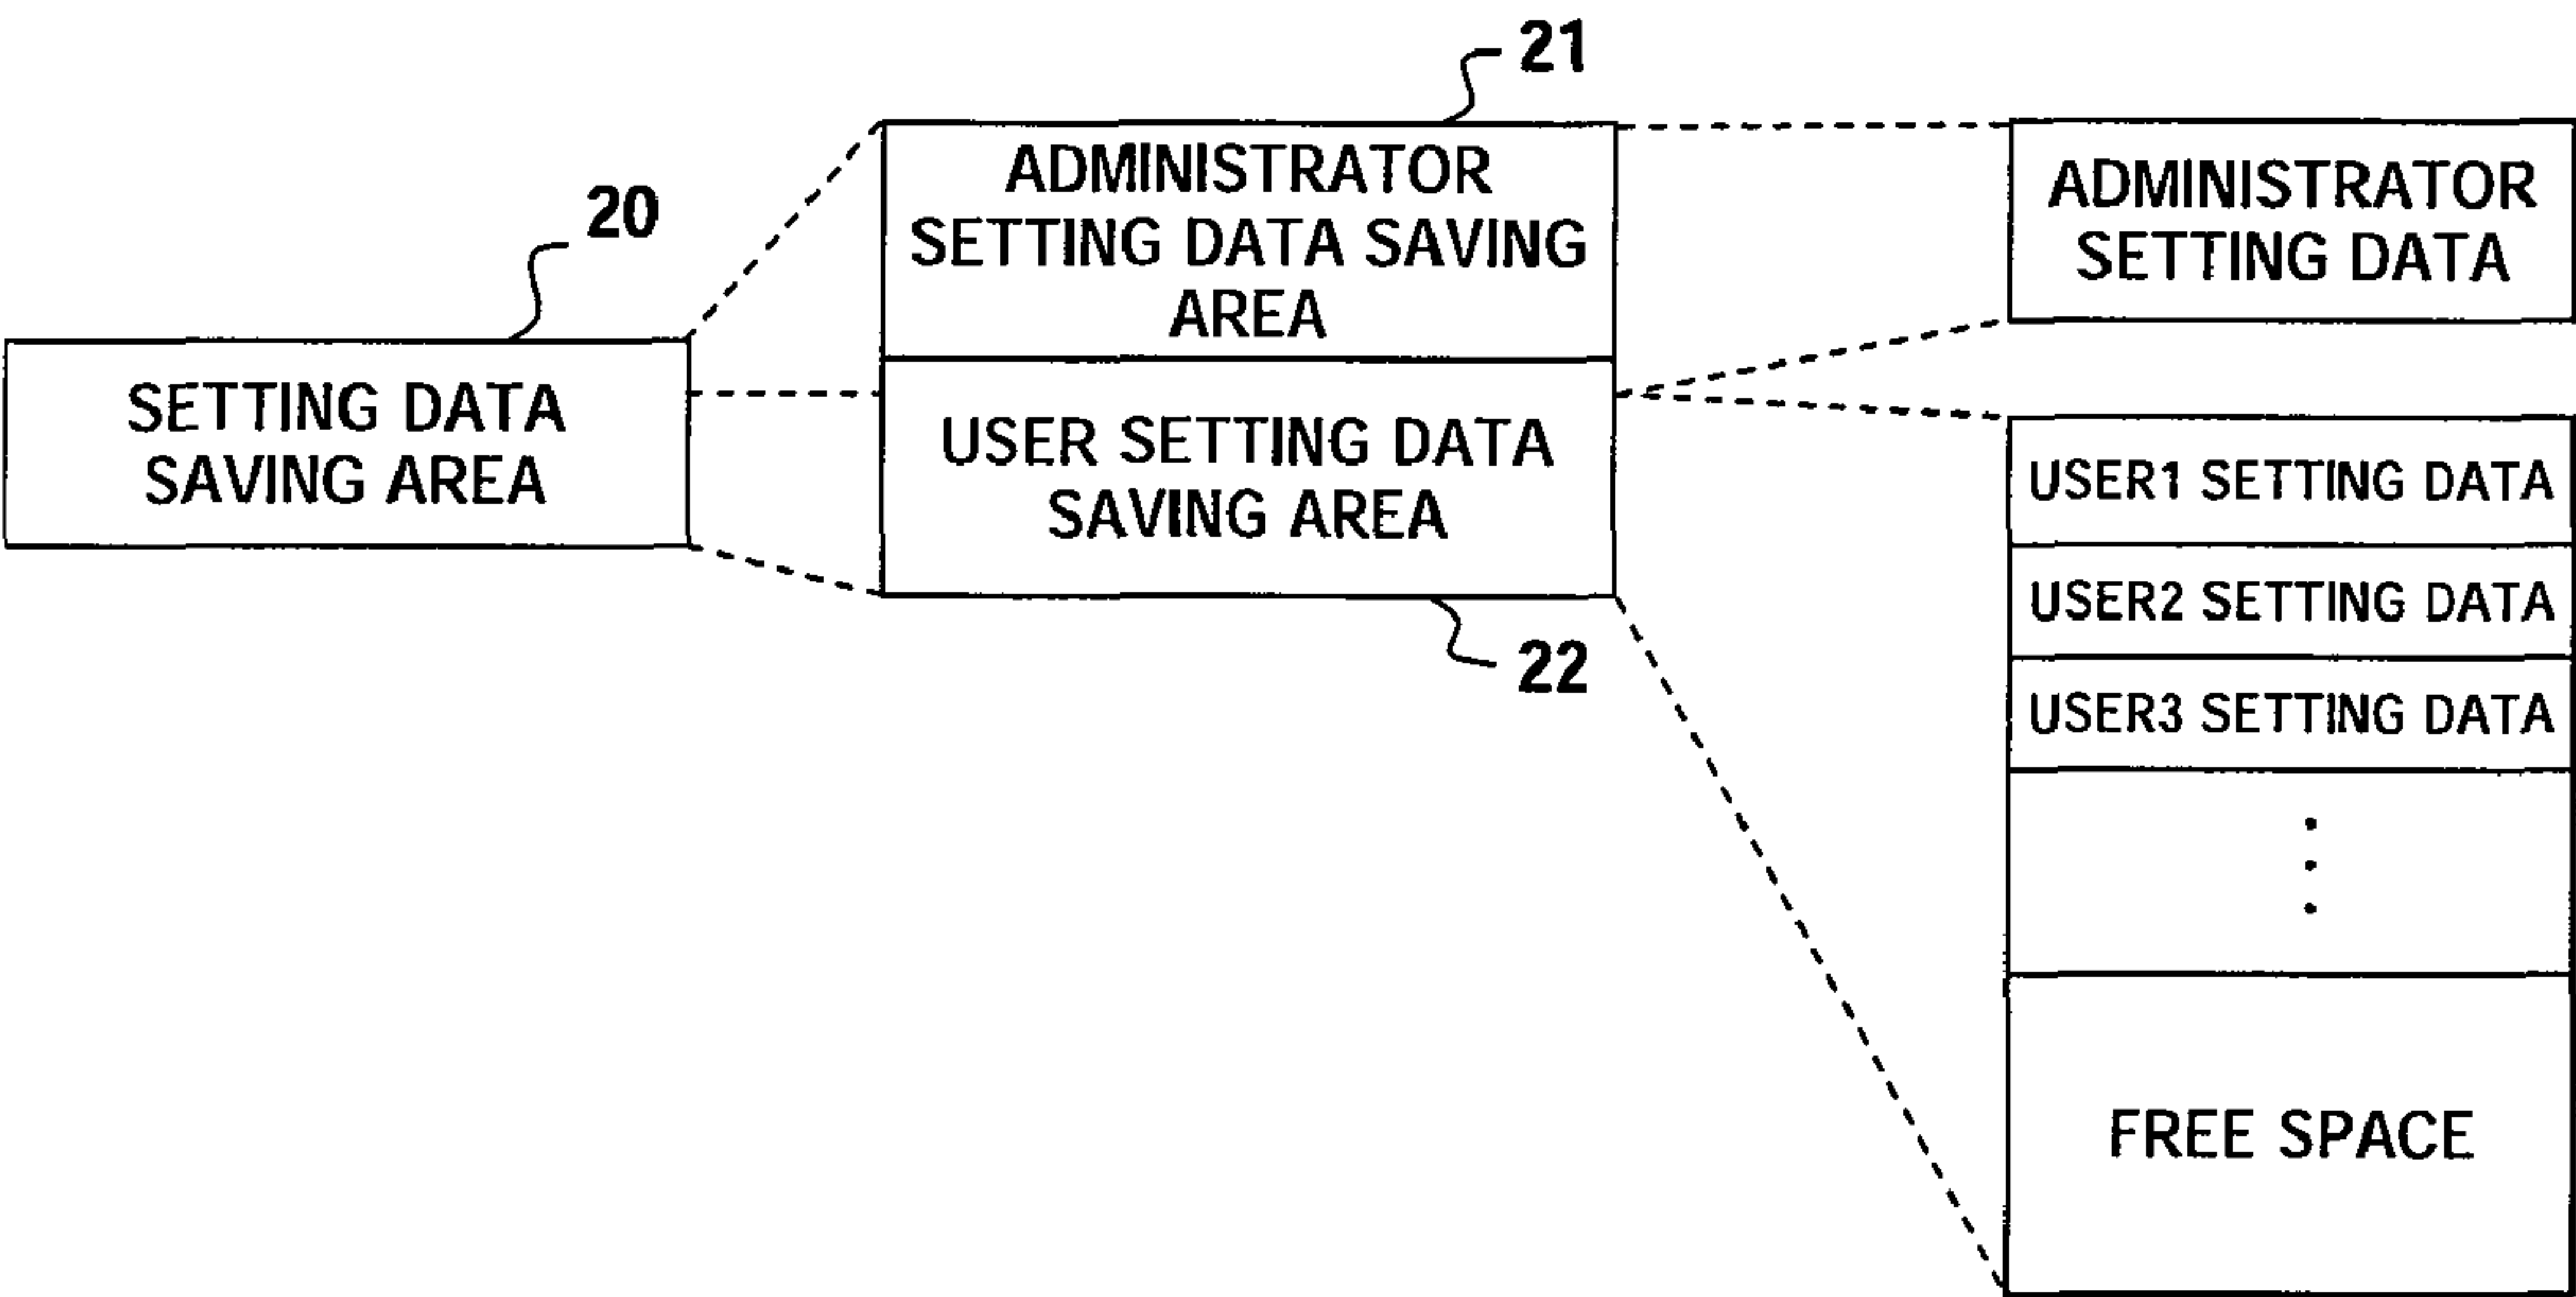 20
SETTING DATA
SAVING AREA
21
ADMINISTRATOR
SETTING DATA SAVING
AREA
USER SETTING DATA
SAVING AREA
22
ADMINISTRATOR
SETTING DATA
USER1 SETTING DATA
USER2 SETTING DATA
USER3 SETTING DATA
FREE SPACE